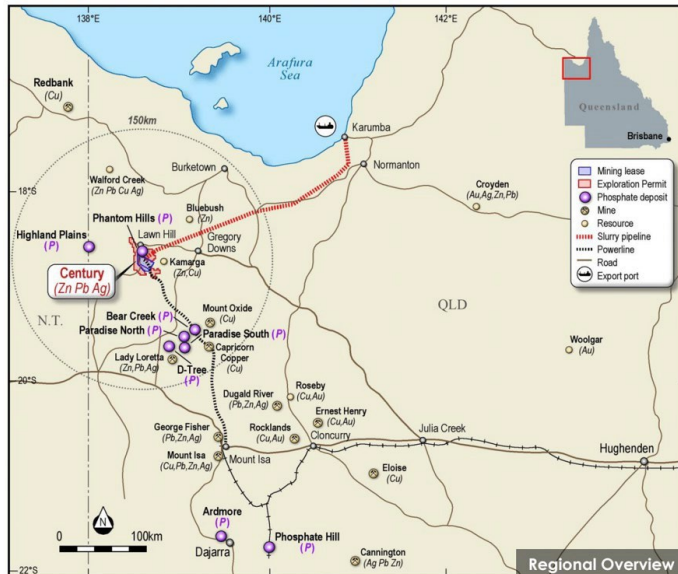 138°E
140°E
142°E
Arafura
Sea
Redbank
(Cu)
150km
Karumba
Queensland
Brisbane
Burketown
Normanton
Walford Creek
(Zn Pb Cu Ag)
18°S
Croydon
(Au,Ag,Zn,Pb)
Bluebush
(Zn)
Mining lease
Exploration Permit
Phosphate deposit
Mine
Resource
Slurry pipeline
Powerline
Road
Export port
Phantom Hills (P)
Highland Plains
(P)
Lawn Hill
Gregory
Downs
Century
(Zn Pb Ag)
Kamarga
(Zn,Cu)
N.T.
QLD
Bear Creek (P)
Mount Oxide
(Cu)
Paradise North (P)
Paradise South (P)
Capricorn
Copper
(Cu)
Woolgar
(Au)
Lady Loretta
(Zn,Pb,Ag)
D-Tree
(P)
20°S
Roseby
(Cu,Au)
Dugald River
(Pb,Zn,Ag)
Ernest Henry
(Cu,Au)
George Fisher
(Pb,Zn,Ag)
Rocklands
(Cu,Au)
Cloncurry
Julia Creek
Hughenden
Mount Isa
Mount Isa
(Cu,Pb,Zn,Ag)
Eloise
(Cu)
N
0 100km
Ardmore
(P)
Dajarra
Phosphate Hill
(P)
Cannington
(Ag Pb Zn)
22°S
Regional Overview